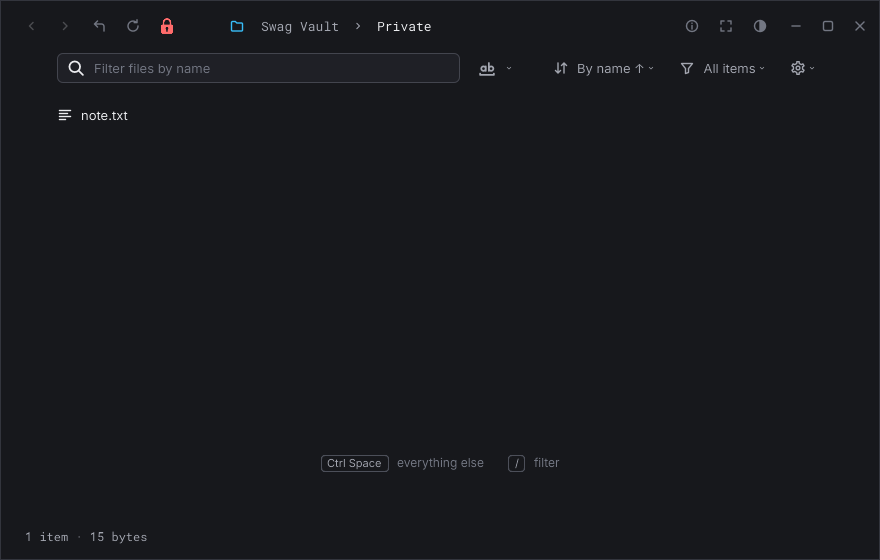 Swag Vault › Private
Filter files by name
ab
By name ↑
All items
note.txt
Ctrl Space everything else / filter
1 item · 15 bytes